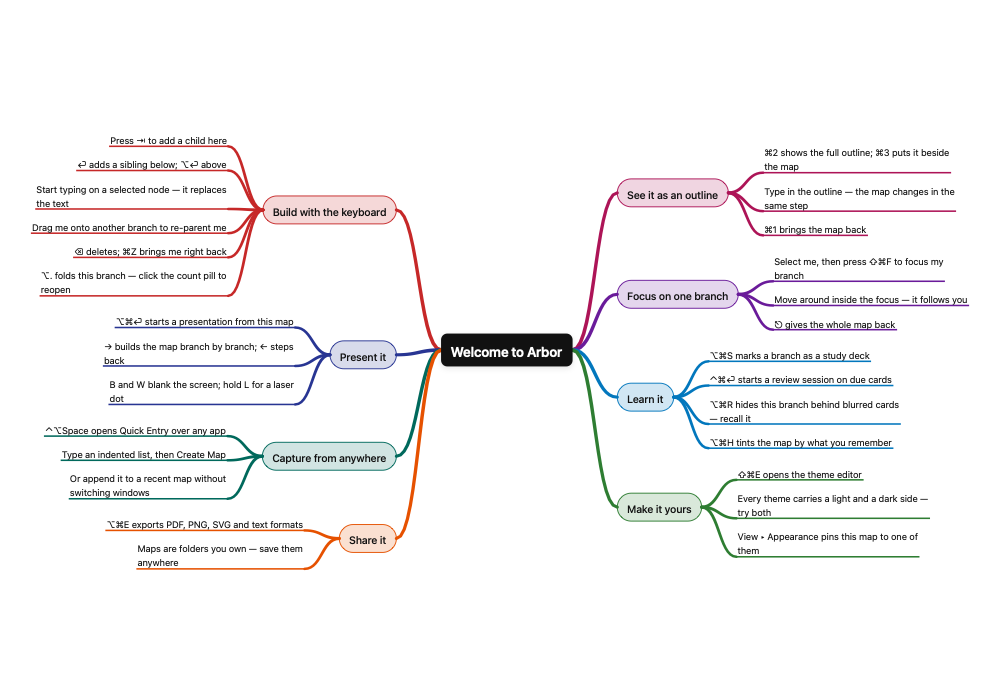 Welcome to Arbor
Build with the keyboard
Press ⇥ to add a child here
⏎ adds a sibling below; ⌥⏎ above
Start typing on a selected node — it replaces
the text
Drag me onto another branch to re-parent me
⌫ deletes; ⌘Z brings me right back
⌥. folds this branch — click the count pill to
reopen
Present it
⌥⌘⏎ starts a presentation from this map
→ builds the map branch by branch; ← steps
back
B and W blank the screen; hold L for a laser
dot
Capture from anywhere
^⌥Space opens Quick Entry over any app
Type an indented list, then Create Map
Or append it to a recent map without
switching windows
Share it
⌥⌘E exports PDF, PNG, SVG and text formats
Maps are folders you own — save them
anywhere
See it as an outline
⌘2 shows the full outline; ⌘3 puts it beside
the map
Type in the outline — the map changes in the
same step
⌘1 brings the map back
Focus on one branch
Select me, then press ⇧⌘F to focus my
branch
Move around inside the focus — it follows you
⎋ gives the whole map back
Learn it
⌥⌘S marks a branch as a study deck
^⌘⏎ starts a review session on due cards
⌥⌘R hides this branch behind blurred cards
— recall it
⌥⌘H tints the map by what you remember
Make it yours
⇧⌘E opens the theme editor
Every theme carries a light and a dark side —
try both
View ▸ Appearance pins this map to one of
them